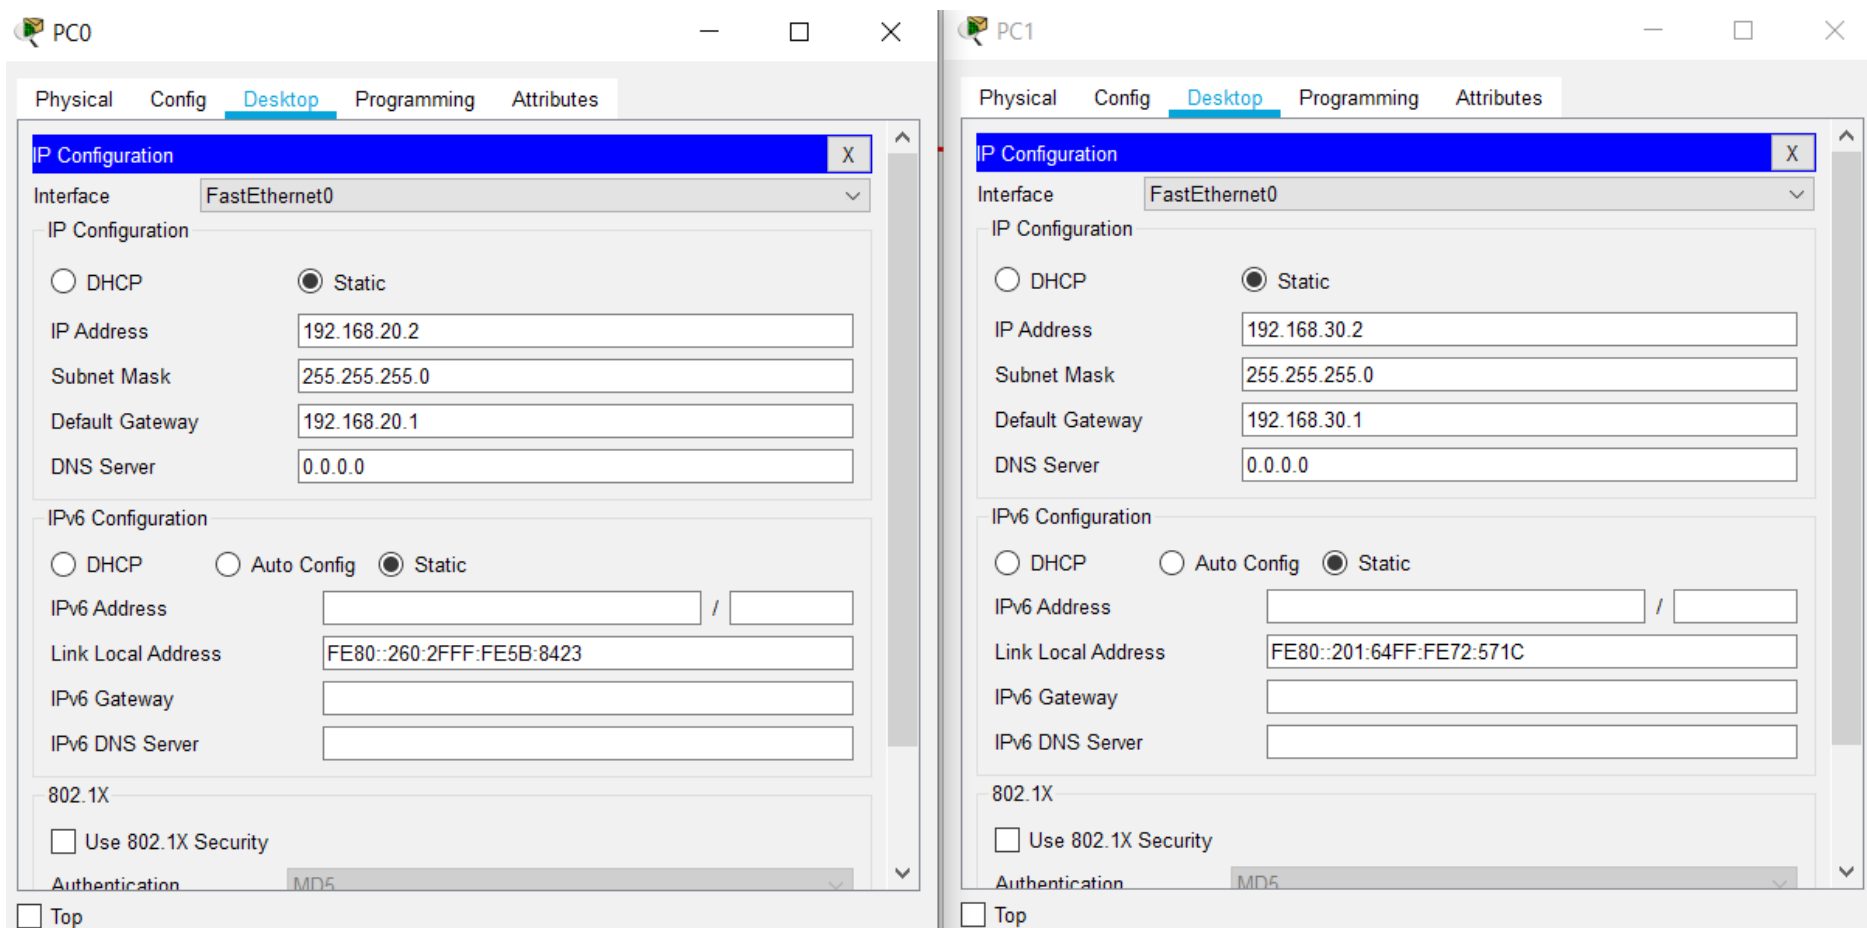 PC0
Physical Config Desktop Programming Attributes
IP Configuration X
Interface FastEthernet0
IP Configuration
DHCP Static
IP Address 192.168.20.2
Subnet Mask 255.255.255.0
Default Gateway 192.168.20.1
DNS Server 0.0.0.0
IPv6 Configuration
DHCP Auto Config Static
IPv6 Address /
Link Local Address FE80::260:2FFF:FE5B:8423
IPv6 Gateway
IPv6 DNS Server
802.1X
Use 802.1X Security
Authentication MD5
Top
PC1
Physical Config Desktop Programming Attributes
IP Configuration X
Interface FastEthernet0
IP Configuration
DHCP Static
IP Address 192.168.30.2
Subnet Mask 255.255.255.0
Default Gateway 192.168.30.1
DNS Server 0.0.0.0
IPv6 Configuration
DHCP Auto Config Static
IPv6 Address /
Link Local Address FE80::201:64FF:FE72:571C
IPv6 Gateway
IPv6 DNS Server
802.1X
Use 802.1X Security
Authentication MD5
Top